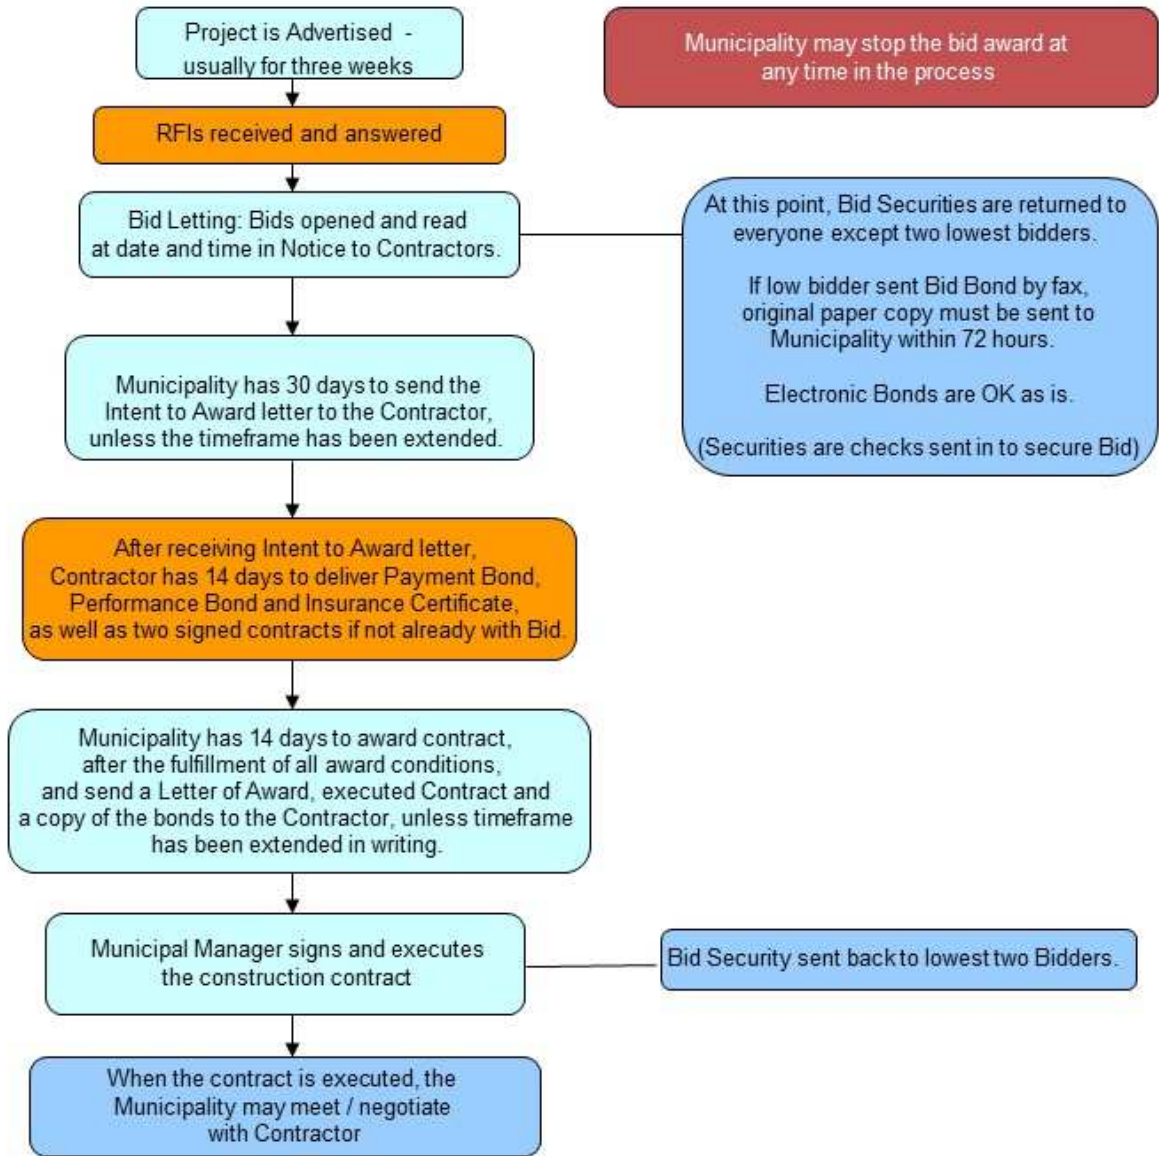 Project is Advertised -
usually for three weeks
Municipality may stop the bid award at
any time in the process
RFIs received and answered
Bid Letting: Bids opened and read
at date and time in Notice to Contractors.
At this point, Bid Securities are returned to
everyone except two lowest bidders.
If low bidder sent Bid Bond by fax,
original paper copy must be sent to
Municipality within 72 hours.
Electronic Bonds are OK as is.
(Securities are checks sent in to secure Bid)
Municipality has 30 days to send the
Intent to Award letter to the Contractor,
unless the timeframe has been extended.
After receiving Intent to Award letter,
Contractor has 14 days to deliver Payment Bond,
Performance Bond and Insurance Certificate,
as well as two signed contracts if not already with Bid.
Municipality has 14 days to award contract,
after the fulfillment of all award conditions,
and send a Letter of Award, executed Contract and
a copy of the bonds to the Contractor, unless timeframe
has been extended in writing.
Municipal Manager signs and executes
the construction contract
Bid Security sent back to lowest two Bidders.
When the contract is executed, the
Municipality may meet / negotiate
with Contractor